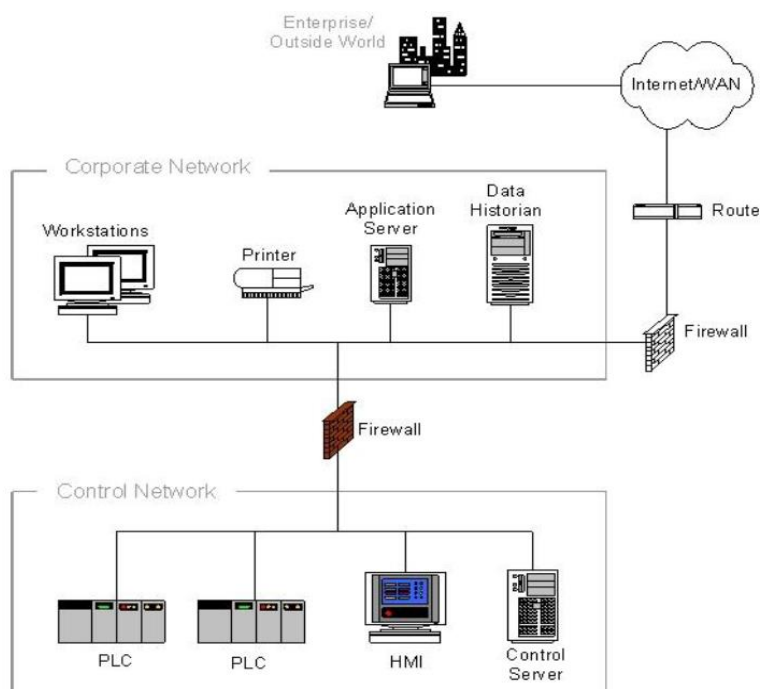 Enterprise/
Outside World
Internet/WAN
Corporate Network
Workstations
Printer
Application
Server
Data
Historian
Route
Firewall
Firewall
Control Network
PLC
PLC
HMI
Control
Server